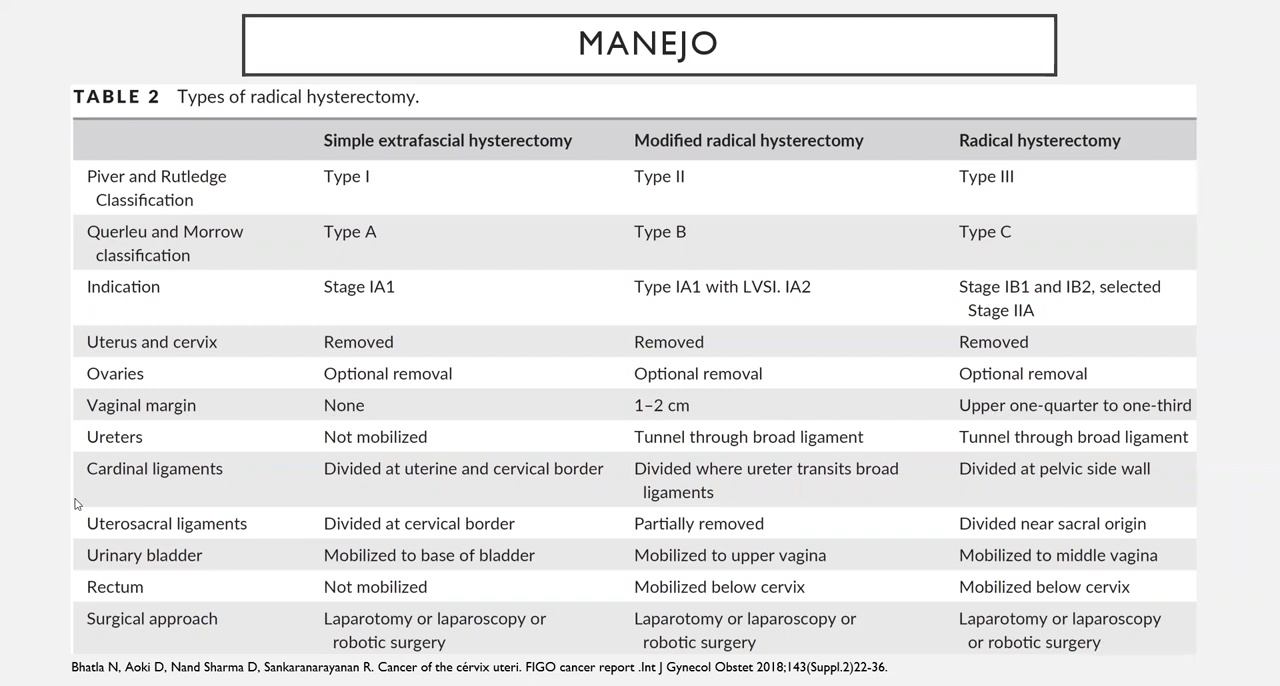 MANEJO
TABLE 2 Types of radical hysterectomy.
Simple extrafascial hysterectomy Modified radical hysterectomy Radical hysterectomy
Piver and Rutledge Type I Type II Type III
Classification
Querleu and Morrow Type A Type B Type C
classification
Indication Stage IA1 Type IA1 with LVSI. IA2 Stage IB1 and IB2, selected
Stage IIA
Uterus and cervix Removed Removed Removed
Ovaries Optional removal Optional removal Optional removal
Vaginal margin None 1–2 cm Upper one-quarter to one-third
Ureters Not mobilized Tunnel through broad ligament Tunnel through broad ligament
Cardinal ligaments Divided at uterine and cervical border Divided where ureter transits broad Divided at pelvic side wall
ligaments
Uterosacral ligaments Divided at cervical border Partially removed Divided near sacral origin
Urinary bladder Mobilized to base of bladder Mobilized to upper vagina Mobilized to middle vagina
Rectum Not mobilized Mobilized below cervix Mobilized below cervix
Surgical approach Laparotomy or laparoscopy or Laparotomy or laparoscopy or Laparotomy or laparoscopy
robotic surgery robotic surgery or robotic surgery
Bhatla N, Aoki D, Nand Sharma D, Sankaranarayanan R. Cancer of the cérvix uteri. FIGO cancer report .Int J Gynecol Obstet 2018;143(Suppl.2)22-36.